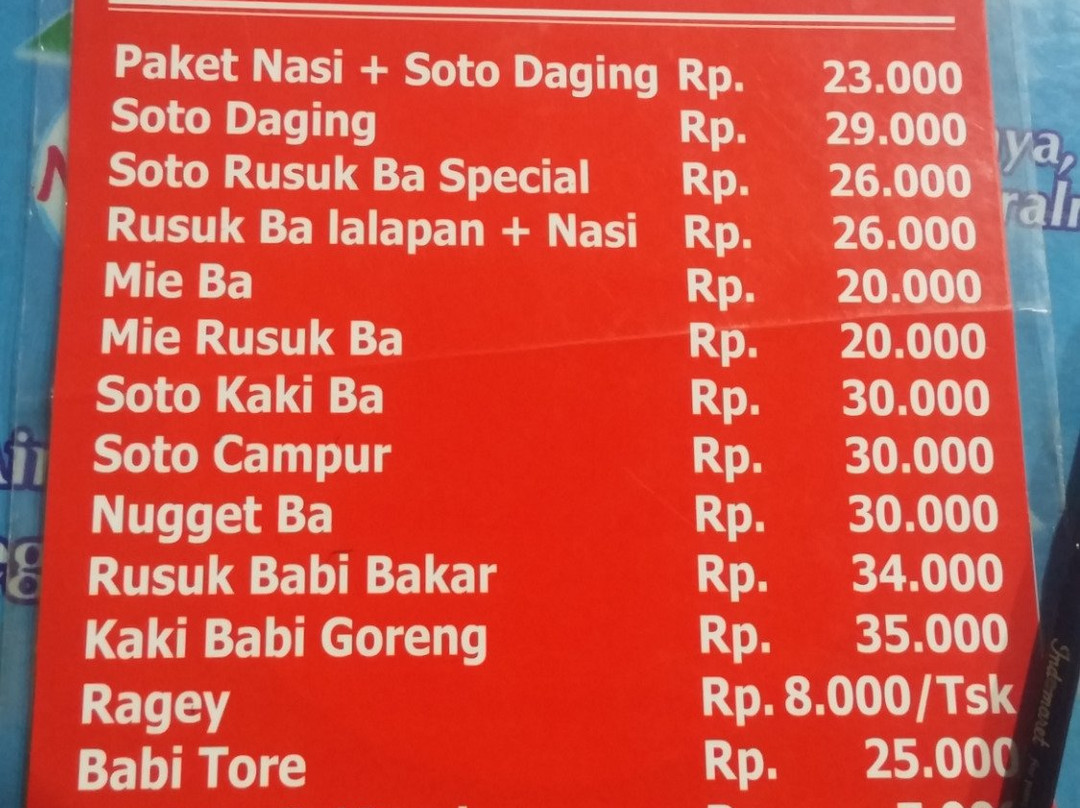 Paket Nasi + Soto Daging Rp. 23.000
Soto Daging Rp. 29.000
Soto Rusuk Ba Special Rp. 26.000
Rusuk Ba lalapan + Nasi Rp. 26.000
Mie Ba Rp. 20.000
Mie Rusuk Ba Rp. 20.000
Soto Kaki Ba Rp. 30.000
Soto Campur Rp. 30.000
Nugget Ba Rp. 30.000
Rusuk Babi Bakar Rp. 34.000
Kaki Babi Goreng Rp. 35.000
Ragey Rp. 8.000/Tsk
Babi Tore Rp. 25.000
Indomaret